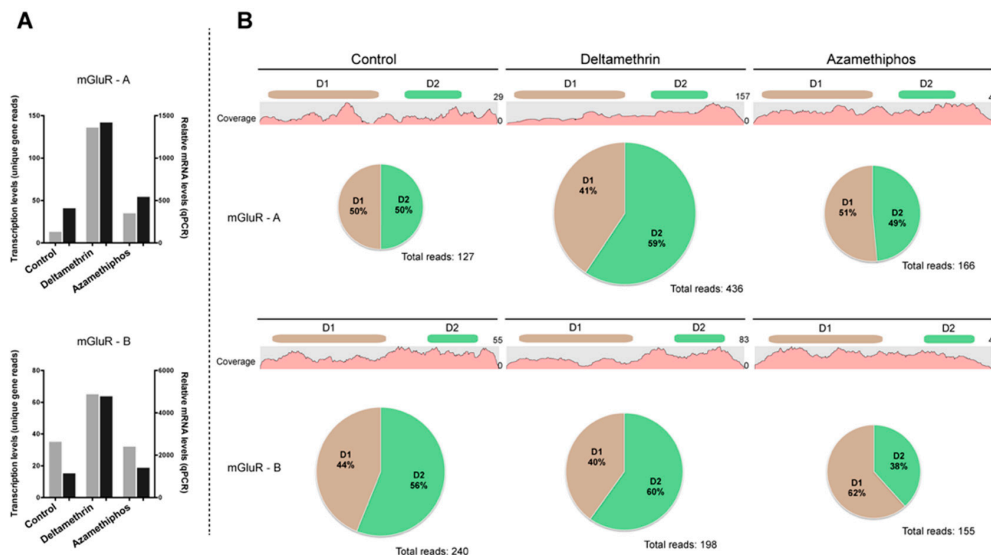 A
B
mGluR - A
Transcription levels (unique gene reads)
150
100
50
0
1500
1000
500
0
Relative mRNA levels (qPCR)
Control
Deltamethrin
Azamethiphos
mGluR - B
Transcription levels (unique gene reads)
80
60
40
20
0
6000
4000
2000
0
Relative mRNA levels (qPCR)
Control
Deltamethrin
Azamethiphos
Control
Deltamethrin
Azamethiphos
D1
D2
D1
D2
D1
D2
Coverage
29
0
157
0
4
mGluR - A
D1
50%
D2
50%
Total reads: 127
D1
41%
D2
59%
Total reads: 436
D1
51%
D2
49%
Total reads: 166
D1
D2
D1
D2
D1
D2
Coverage
55
0
83
0
4
mGluR - B
D1
44%
D2
56%
Total reads: 240
D1
40%
D2
60%
Total reads: 198
D1
62%
D2
38%
Total reads: 155